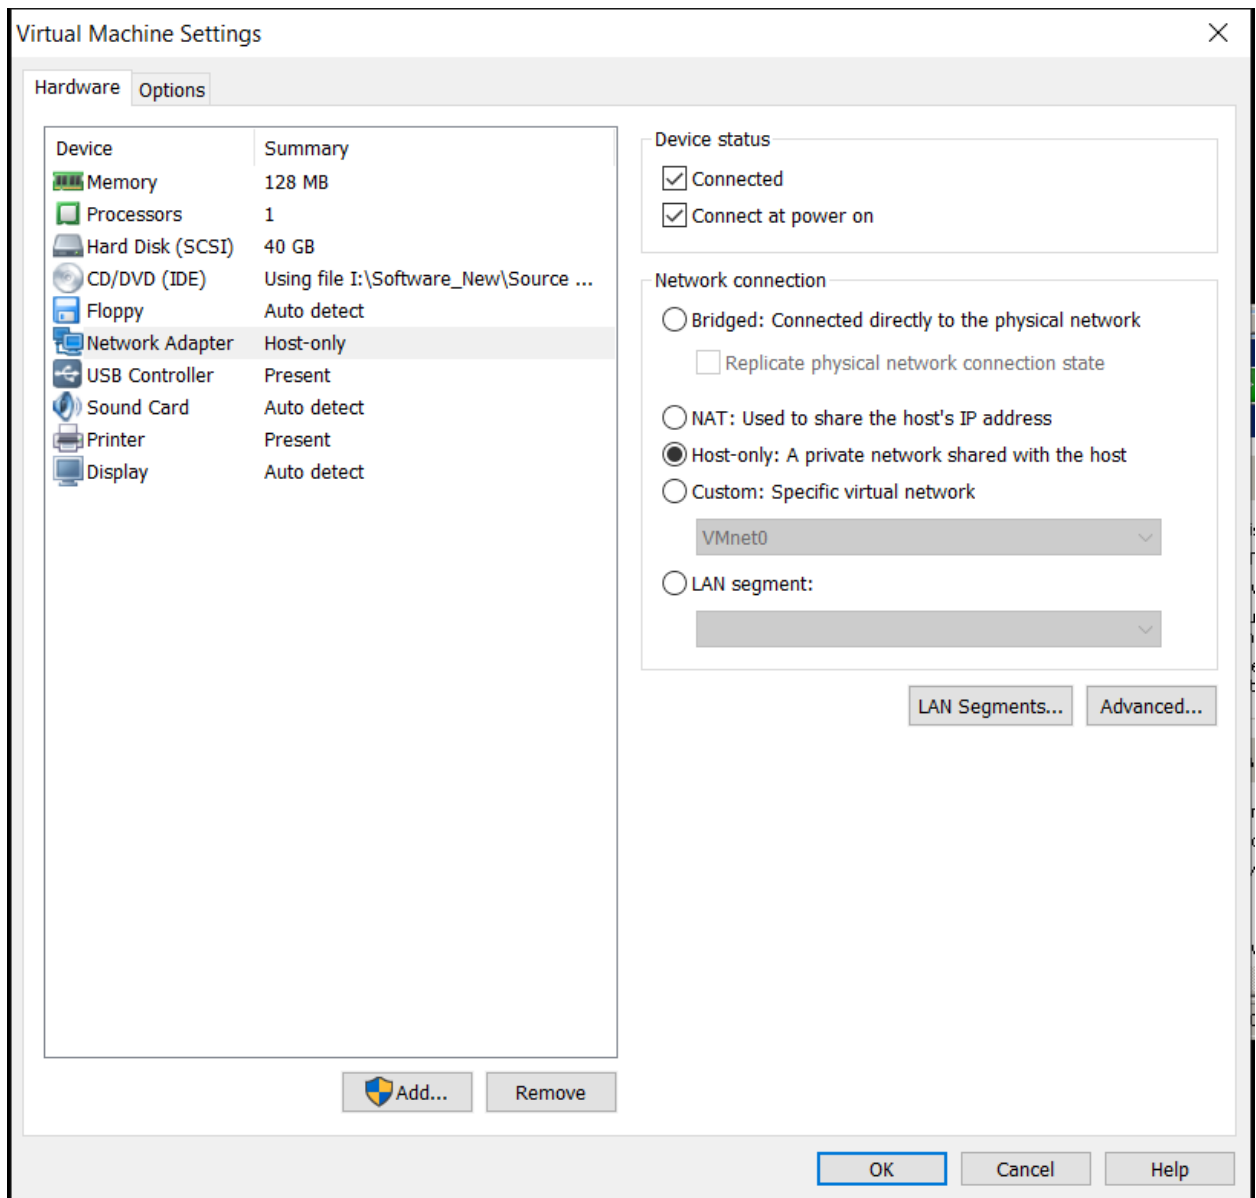 Virtual Machine Settings
Hardware
Options
Device Summary
Memory 128 MB
Processors 1
Hard Disk (SCSI) 40 GB
CD/DVD (IDE) Using file I:\Software_New\Source ...
Floppy Auto detect
Network Adapter Host-only
USB Controller Present
Sound Card Auto detect
Printer Present
Display Auto detect
Add...
Remove
Device status
Connected
Connect at power on
Network connection
Bridged: Connected directly to the physical network
Replicate physical network connection state
NAT: Used to share the host's IP address
Host-only: A private network shared with the host
Custom: Specific virtual network
VMnet0
LAN segment:
LAN Segments...
Advanced...
OK
Cancel
Help